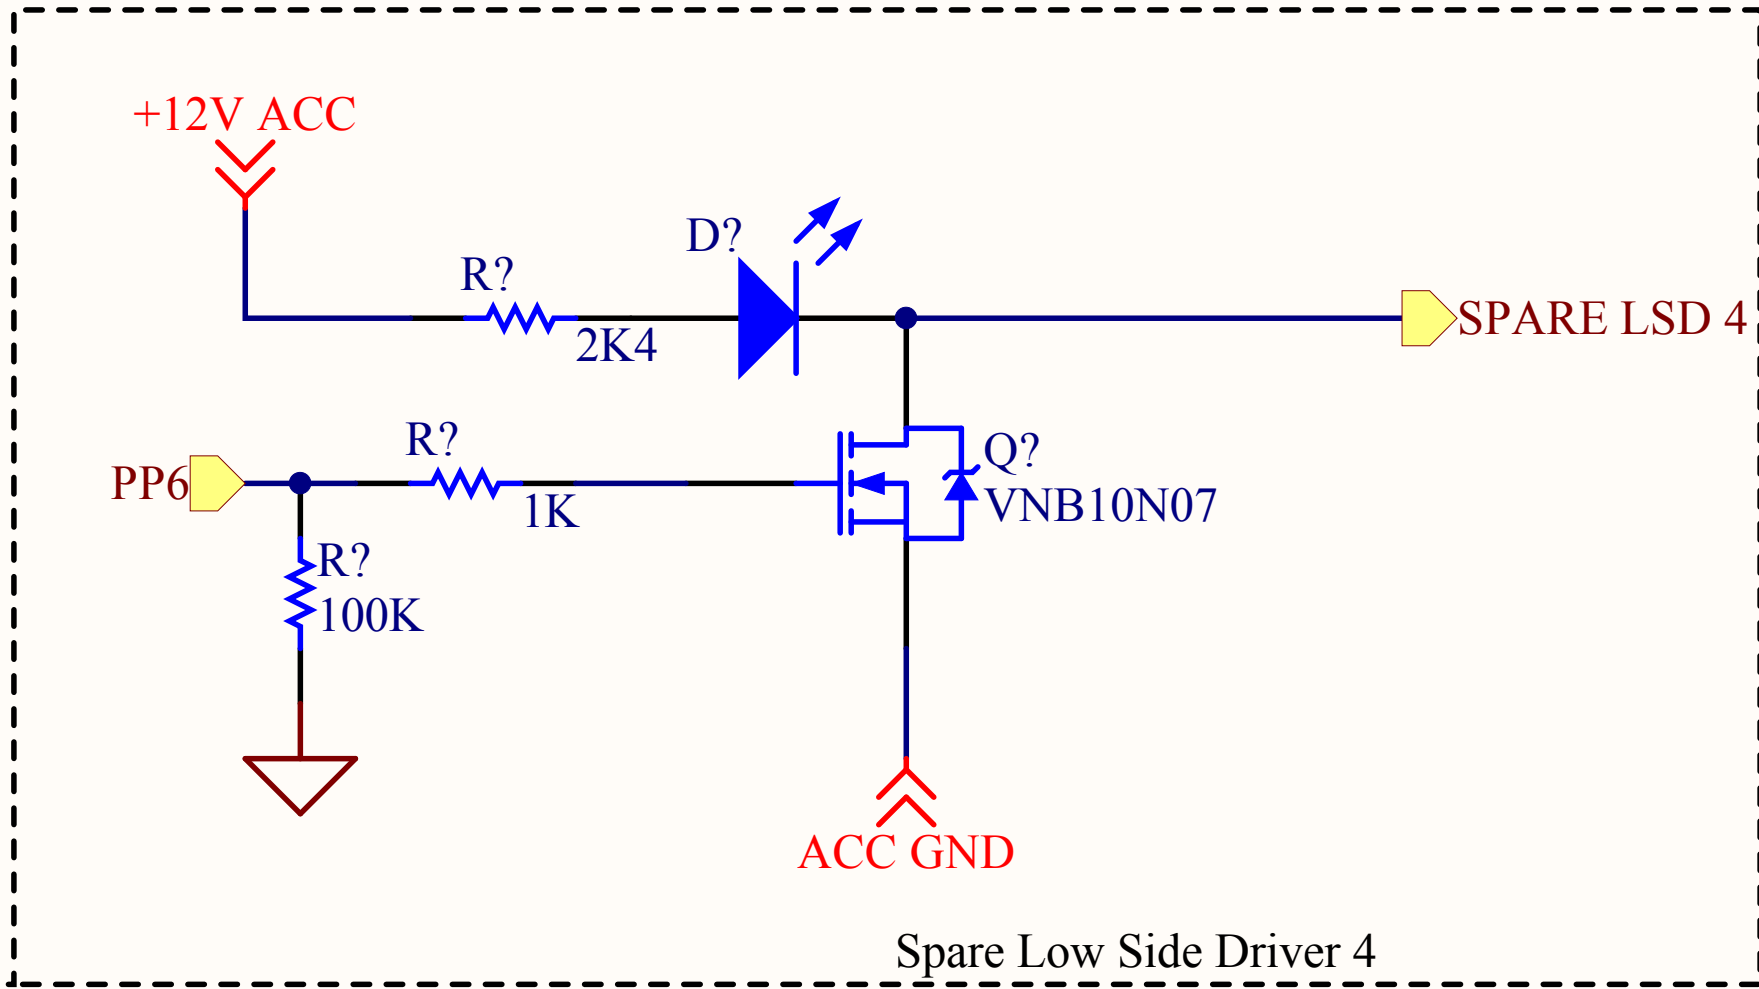 +12V ACC
D?
R?
2K4
SPARE LSD 4
R?
PP6
1K
Q?
VNB10N07
R?
100K
ACC GND
Spare Low Side Driver 4